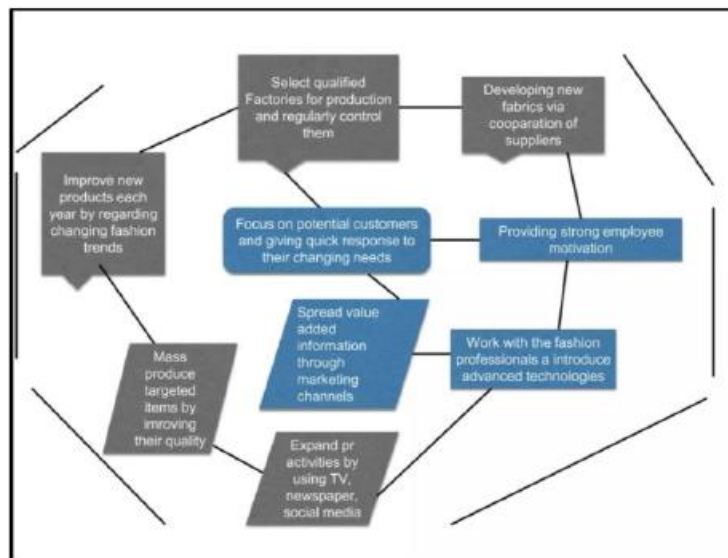 Select qualified
Factories for production
and regularly control
them
Developing new
fabrics via
cooparation of
suppliers
Improve new
products each
year by regarding
changing fashion
trends
Focus on potential customers
and giving quick response to
their changing needs
Providing strong employee
motivation
Spread value
added
information
through
marketing
channels
Work with the fashion
professionals a introduce
advanced technologies
Mass
produce
targeted
items by
imroving
their quality
Expand pr
activities by
using TV,
newspaper,
social media